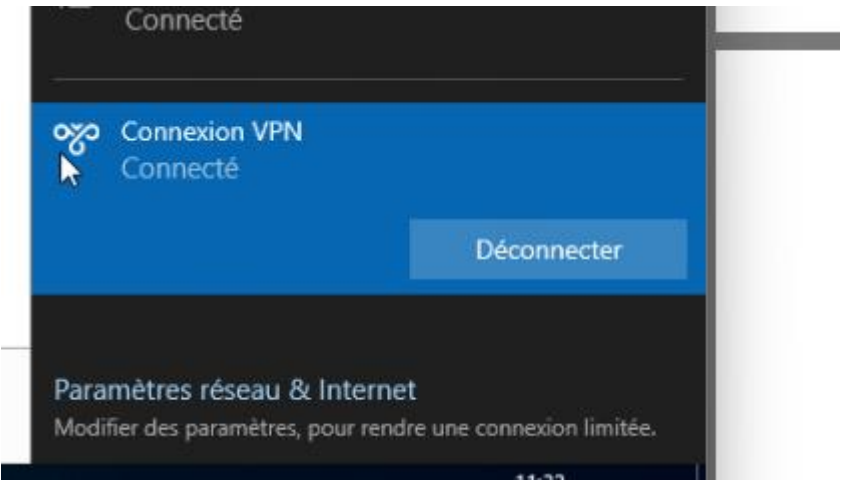 Connecté
Connexion VPN
Connecté
Déconnecter
Paramètres réseau & Internet
Modifier des paramètres, pour rendre une connexion limitée.